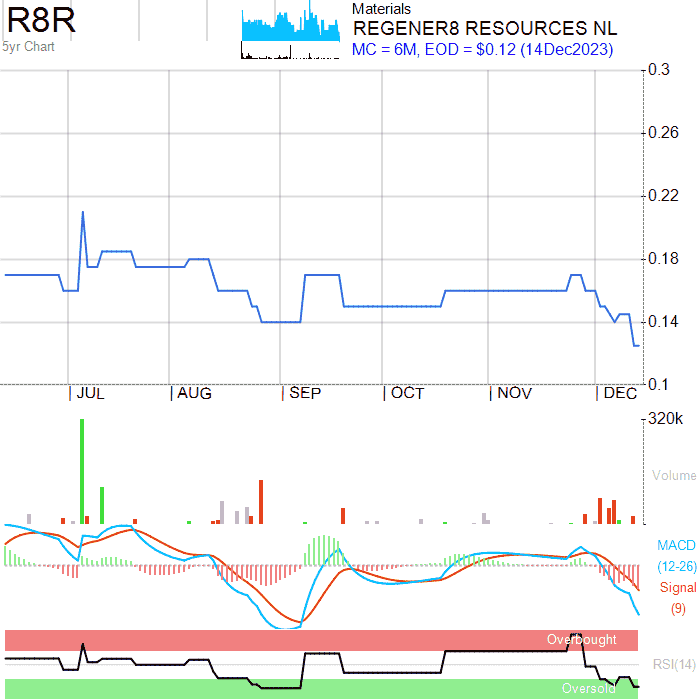 R8R
5yr Chart
Materials
REGENER8 RESOURCES NL
MC = 6M, EOD = $0.12 (14Dec2023)
0.3
0.26
0.22
0.18
0.14
0.1
JUL
AUG
SEP
OCT
NOV
DEC
320k
Volume
MACD
(12-26)
Signal
(9)
Overbought
RSI(14)
Oversold